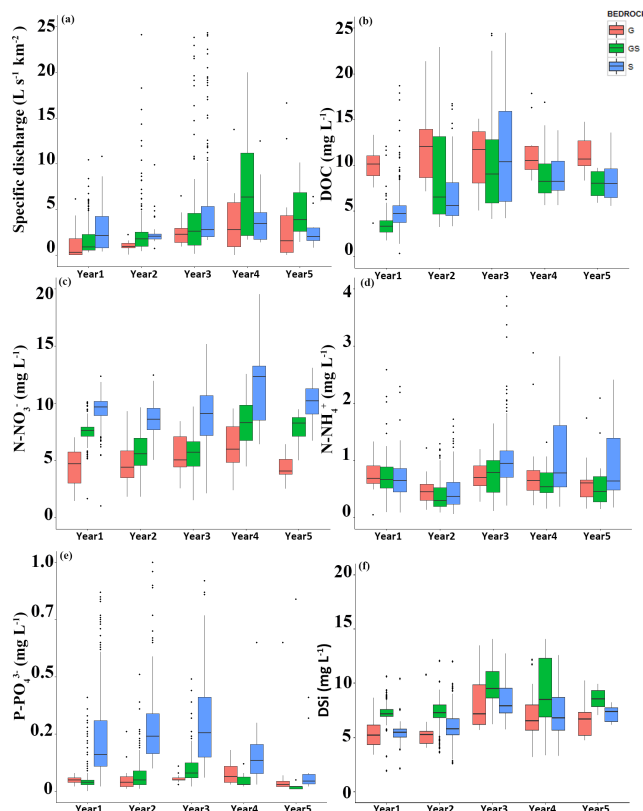 BEDROCK
G
GS
S
(a)
Specific discharge (L s⁻¹ km⁻²)
25
20
15
10
5
0
Year1 Year2 Year3 Year4 Year5
(b)
DOC (mg L⁻¹)
25
20
15
10
5
0
Year1 Year2 Year3 Year4 Year5
(c)
N-NO₃⁻ (mg L⁻¹)
20
15
10
5
0
Year1 Year2 Year3 Year4 Year5
(d)
N-NH₄⁺ (mg L⁻¹)
4
3
2
1
0
Year1 Year2 Year3 Year4 Year5
(e)
P-PO₄³⁻ (mg L⁻¹)
1.0
0.7
0.5
0.2
0
Year1 Year2 Year3 Year4 Year5
(f)
DSi (mg L⁻¹)
20
15
10
5
0
Year1 Year2 Year3 Year4 Year5